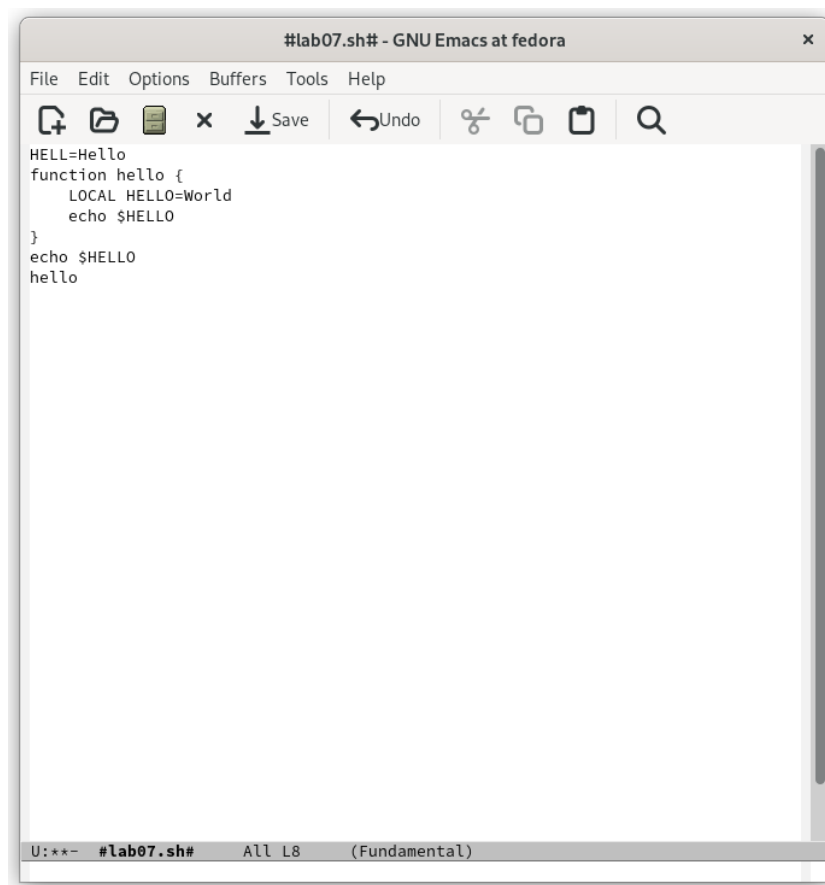 #lab07.sh# - GNU Emacs at fedora ×
File Edit Options Buffers Tools Help
Save Undo
HELL=Hello
function hello {
    LOCAL HELLO=World
    echo $HELLO
}
echo $HELLO
hello
U:**- #lab07.sh# All L8 (Fundamental)